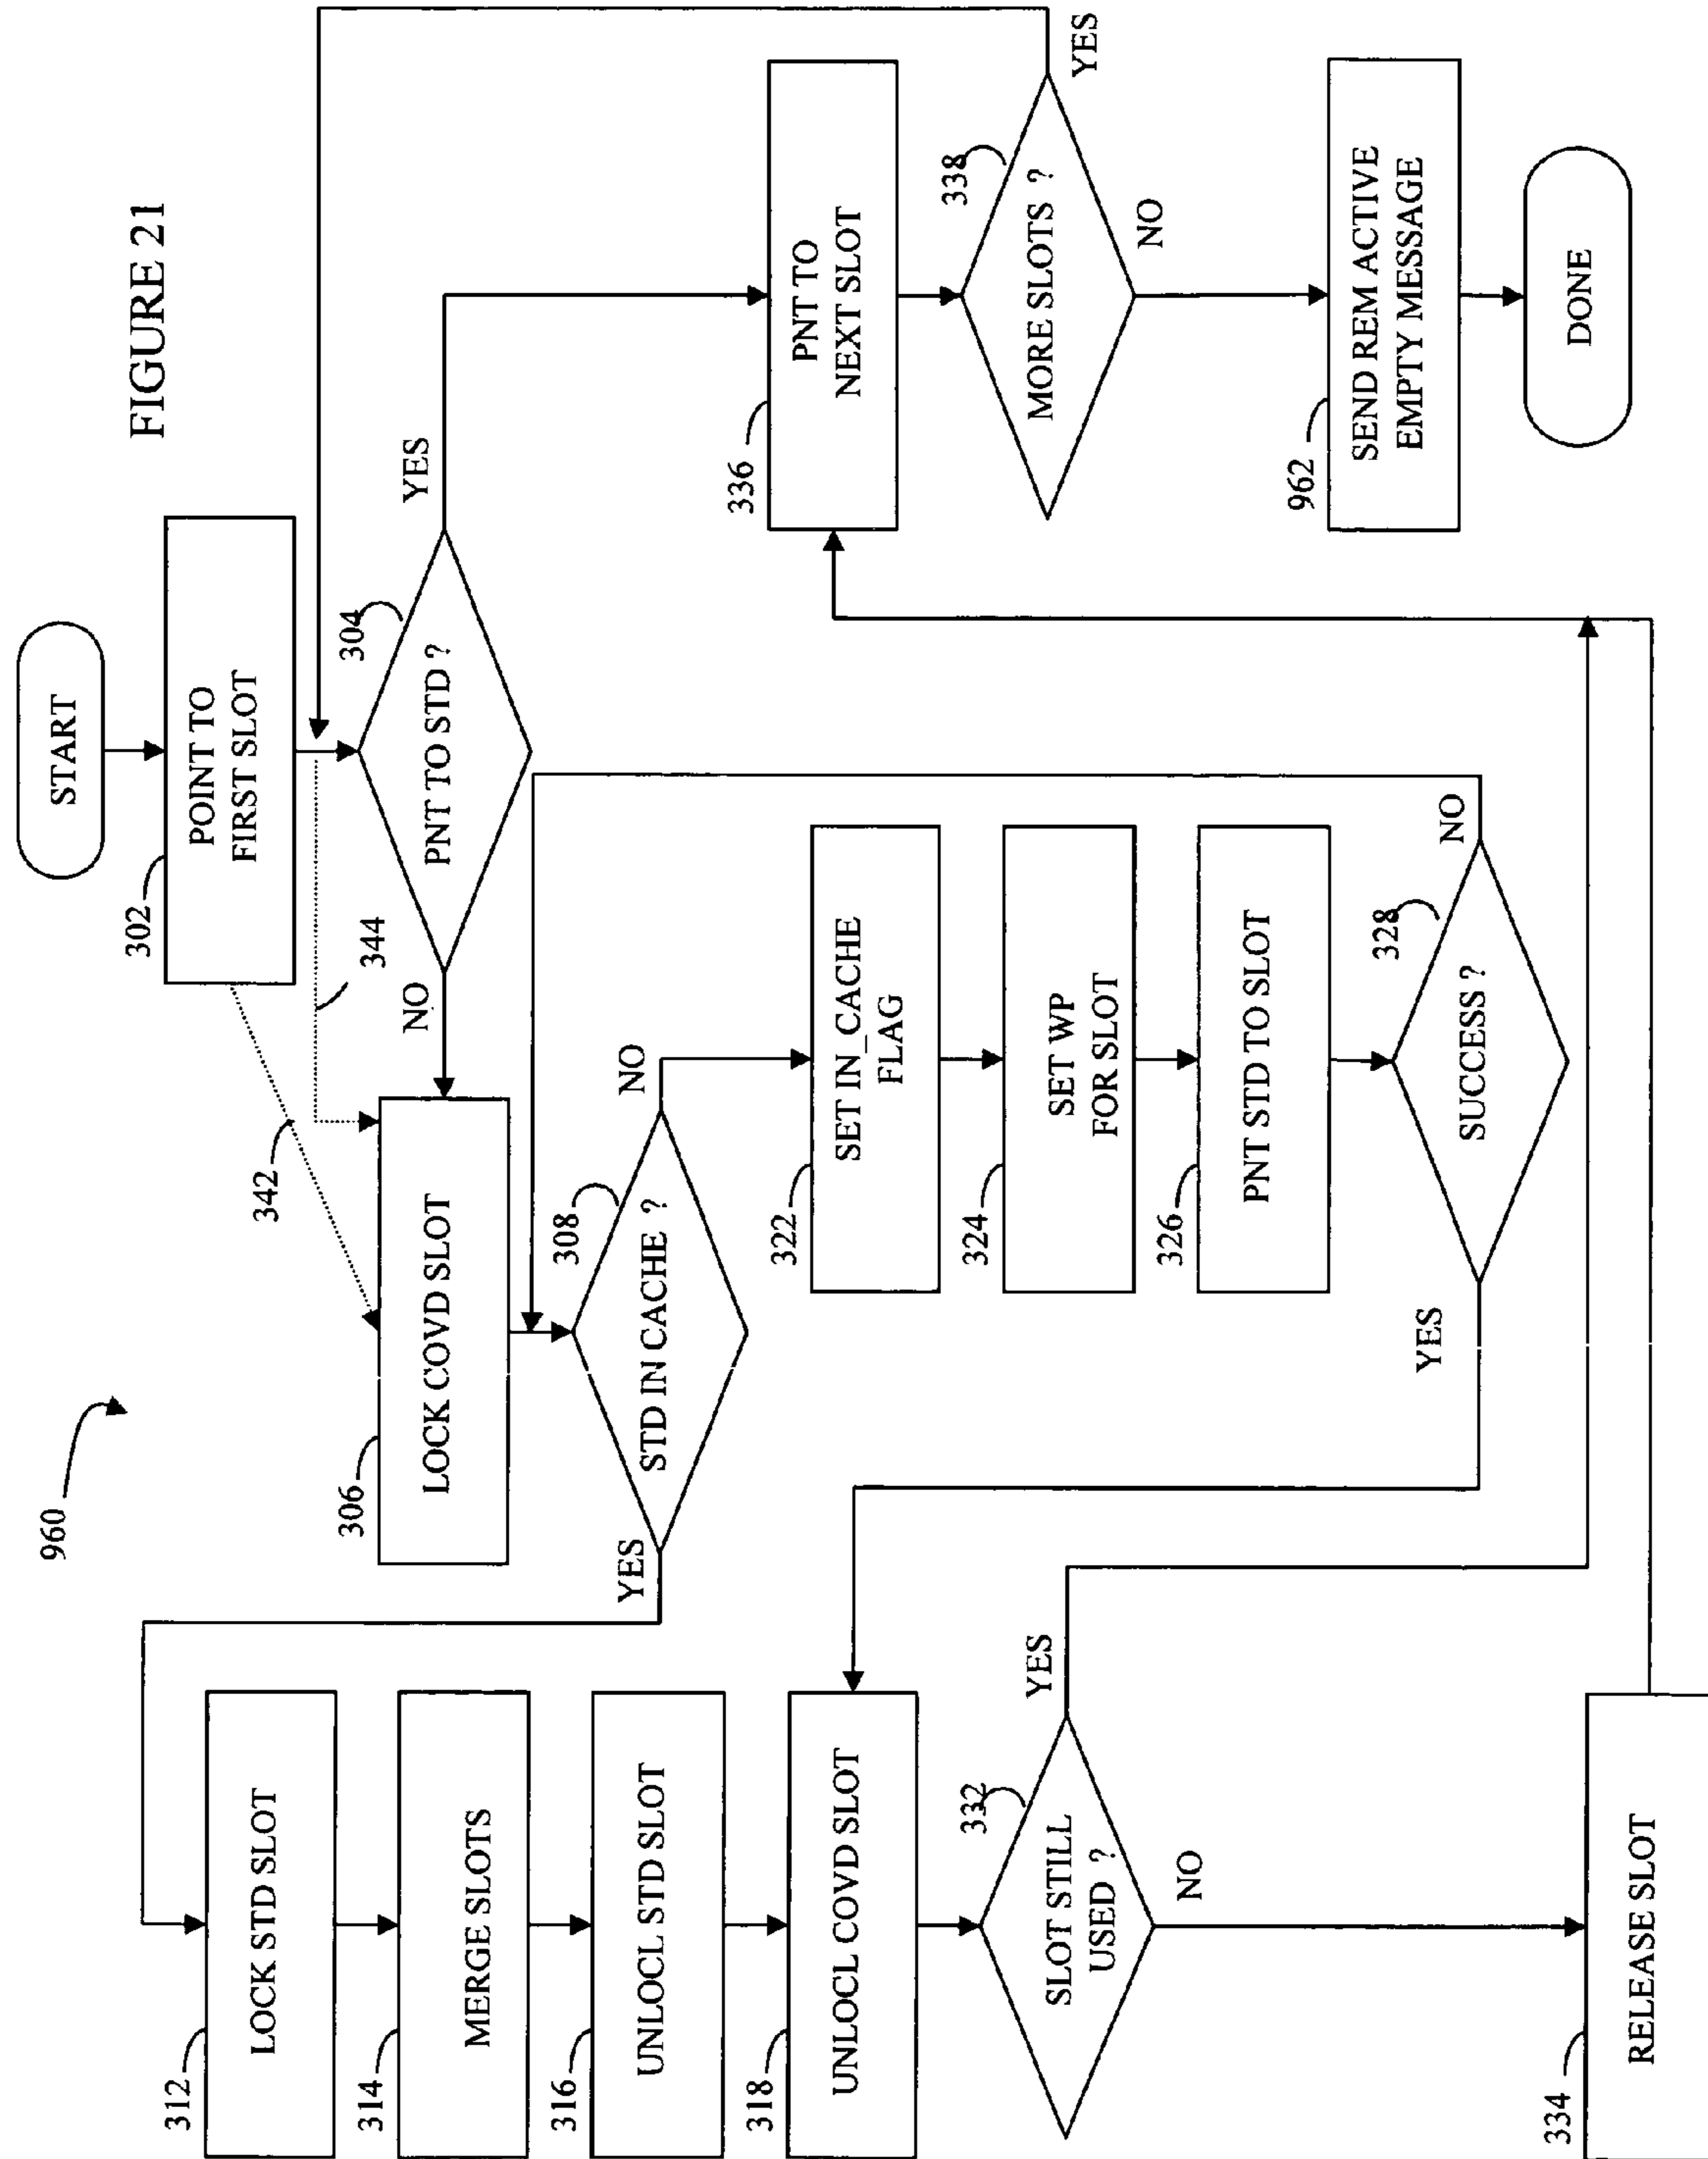 FIGURE 21
960
START
302
POINT TO
FIRST SLOT
342
344
304
PNT TO STD ?
YES
NO
306
LOCK COVD SLOT
308
STD IN CACHE ?
YES
NO
312
LOCK STD SLOT
314
MERGE SLOTS
316
UNLOCL STD SLOT
318
UNLOCL COVD SLOT
322
SET IN_CACHE
FLAG
324
SET WP
FOR SLOT
326
PNT STD TO SLOT
328
SUCCESS ?
YES
NO
332
SLOT STILL
USED ?
YES
NO
334
RELEASE SLOT
336
PNT TO
NEXT SLOT
338
MORE SLOTS ?
YES
NO
962
SEND REM ACTIVE
EMPTY MESSAGE
DONE